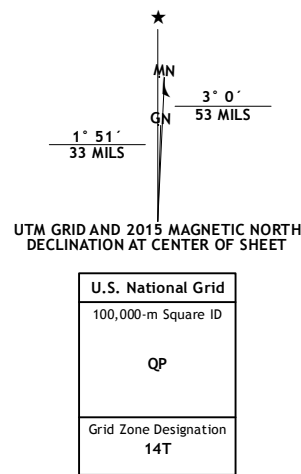 ★
MN
3° 0´
53 MILS
GN
1° 51´
33 MILS
UTM GRID AND 2015 MAGNETIC NORTH
DECLINATION AT CENTER OF SHEET
U.S. National Grid
100,000-m Square ID
QP
Grid Zone Designation
14T